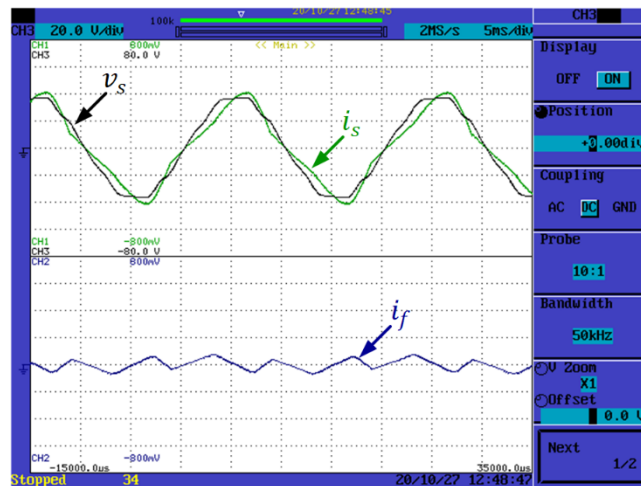 20/10/27 12:48:45
CH3 20.0 V/div
100k
2MS/s 5ms/div
CH3
CH1 800mV
CH3 80.0 V
<< Main >>
v_s
i_s
CH1 -800mV
CH3 -80.0 V
CH2 800mV
i_f
CH2 -800mV
-15000.0µs
35000.0µs
Stopped 34
20/10/27 12:48:47
Display
OFF ON
Position
+0.00div
Coupling
AC DC GND
Probe
10:1
Bandwidth
50kHz
V Zoom
X1
Offset
0.0 V
Next
1/2